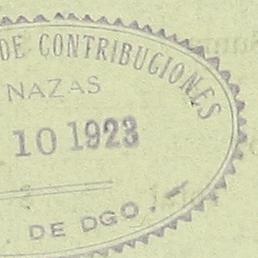 DE CONTRIBUCIONES
NAZAS
10 1923
DE DGO.